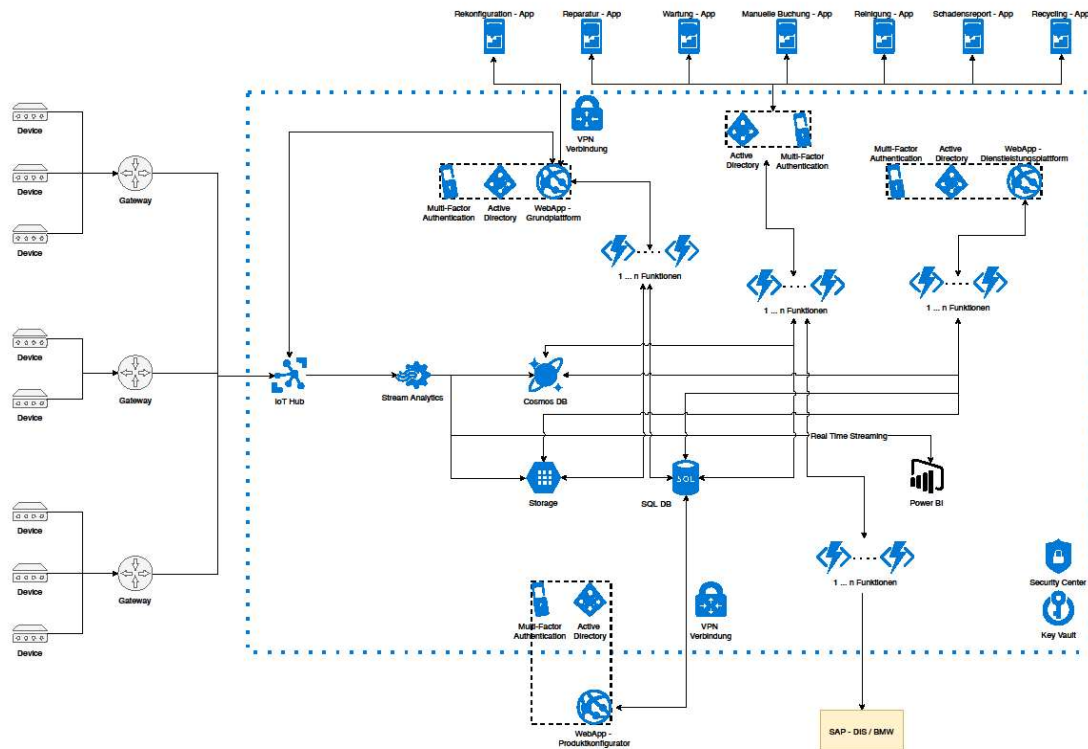 Rekonfiguration - App
Reparatur - App
Wartung - App
Manuelle Buchung - App
Reinigung - App
Schadensreport - App
Recycling - App
Device
Device
Device
Gateway
VPN
Verbindung
Multi-Factor
Authentication
Active
Directory
WebApp -
Grundplattform
Active
Directory
Multi-Factor
Authentication
Multi-Factor
Authentication
Active
Directory
WebApp -
Dienstleistungsplattform
1 ... n Funktionen
1 ... n Funktionen
1 ... n Funktionen
Device
Device
Gateway
IoT Hub
Stream Analytics
Cosmos DB
Real Time Streaming
Storage
SQL
SQL DB
Power BI
Device
Device
Device
Gateway
1 ... n Funktionen
Security Center
Key Vault
Multi-Factor
Authentication
Active
Directory
VPN
Verbindung
WebApp -
Produktkonfigurator
SAP - DIS / BMW